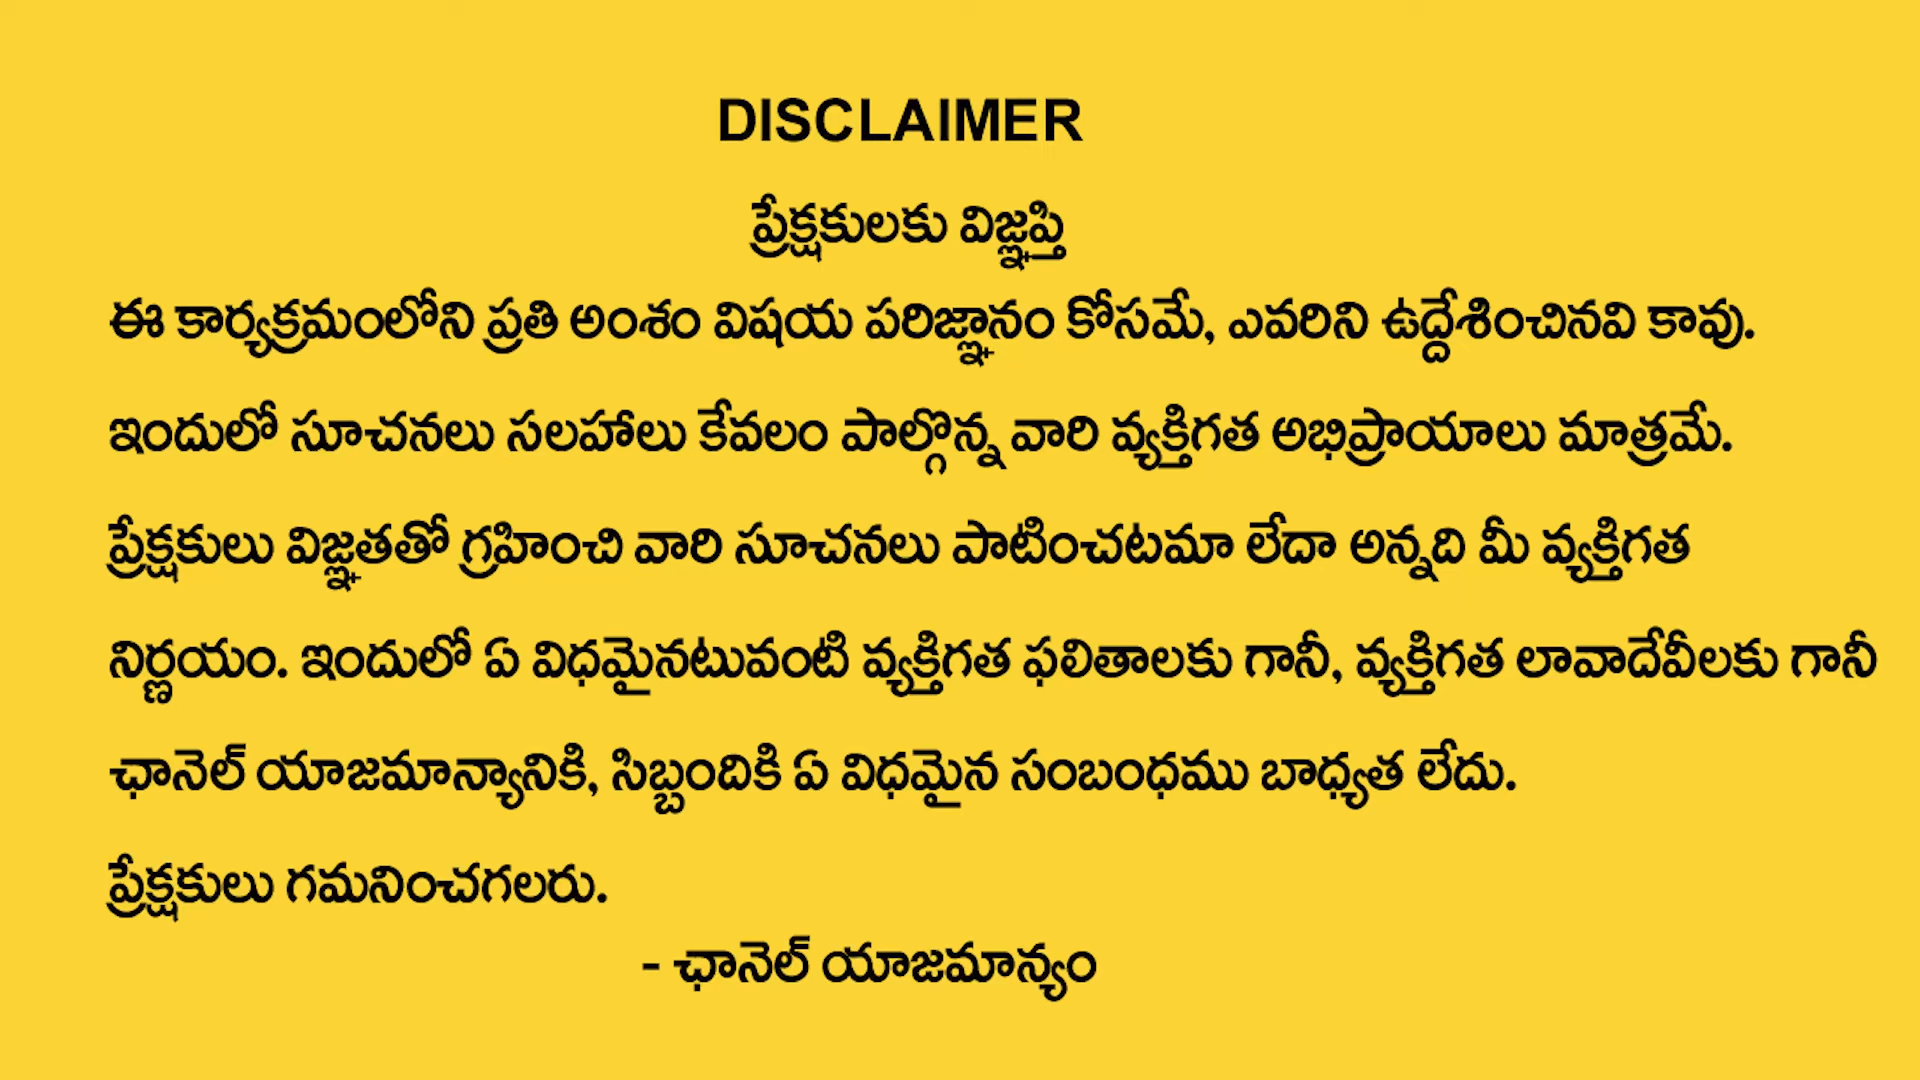 DISCLAIMER
ప్రేక్షకులకు విజ్ఞప్తి
ఈ కార్యక్రమంలోని ప్రతి అంశం విషయ పరిజ్ఞానం కోసమే, ఎవరిని ఉద్దేశించినవి కావు.
ఇందులో సూచనలు సలహాలు కేవలం పాల్గొన్న వారి వ్యక్తిగత అభిప్రాయాలు మాత్రమే.
ప్రేక్షకులు విజ్ఞతతో గ్రహించి వారి సూచనలు పాటించటమా లేదా అన్నది మీ వ్యక్తిగత
నిర్ణయం. ఇందులో ఏ విధమైనటువంటి వ్యక్తిగత ఫలితాలకు గానీ, వ్యక్తిగత లావాదేవీలకు గానీ
ఛానెల్ యాజమాన్యానికి, సిబ్బందికి ఏ విధమైన సంబంధము బాధ్యత లేదు.
ప్రేక్షకులు గమనించగలరు.
- ఛానెల్ యాజమాన్యం